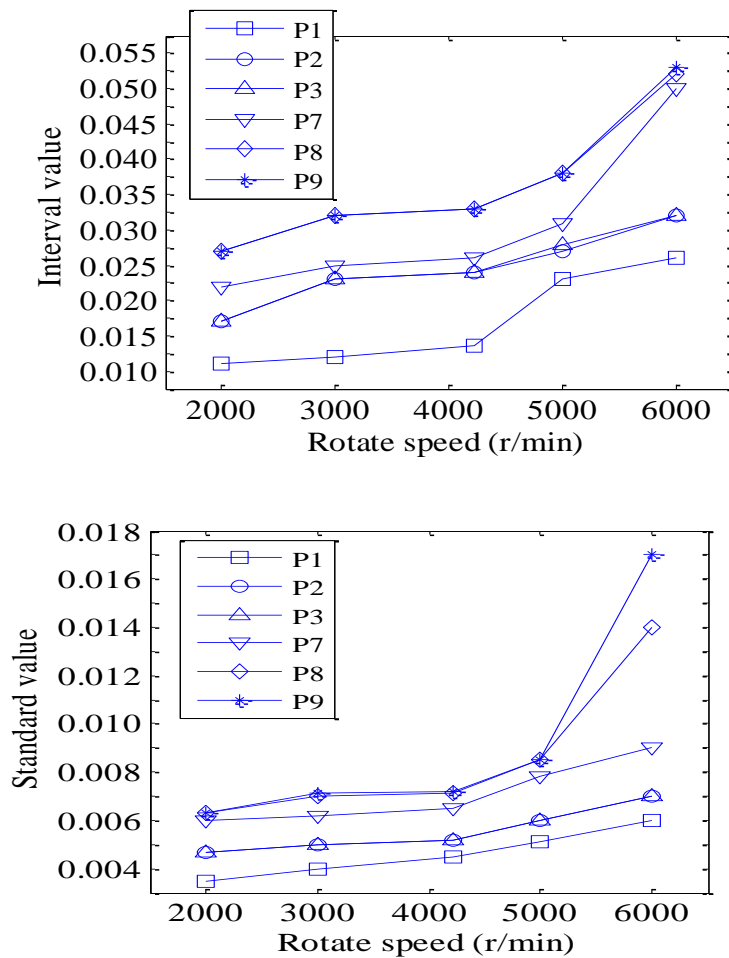 P1
P2
P3
P7
P8
P9
0.055
0.050
0.045
0.040
0.035
0.030
0.025
0.020
0.015
0.010
Interval value
2000 3000 4000 5000 6000
Rotate speed (r/min)
0.018
0.016
0.014
0.012
0.010
0.008
0.006
0.004
Standard value
P1
P2
P3
P7
P8
P9
2000 3000 4000 5000 6000
Rotate speed (r/min)